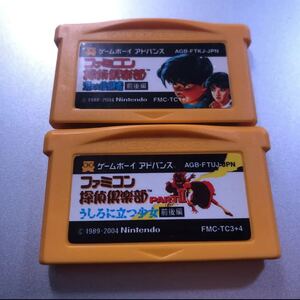 ゲームボーイ アドバンス AGB-FTKJ-JPN
ファミコン
探偵倶楽部
消えた後継者 前後編
© 1989-2004 Nintendo FMC-TC1+2
ゲームボーイ アドバンス AGB-FTUJ-JPN
ファミコン
探偵倶楽部 PARTII
うしろに立つ少女 前後編
© 1989-2004 Nintendo FMC-TC3+4